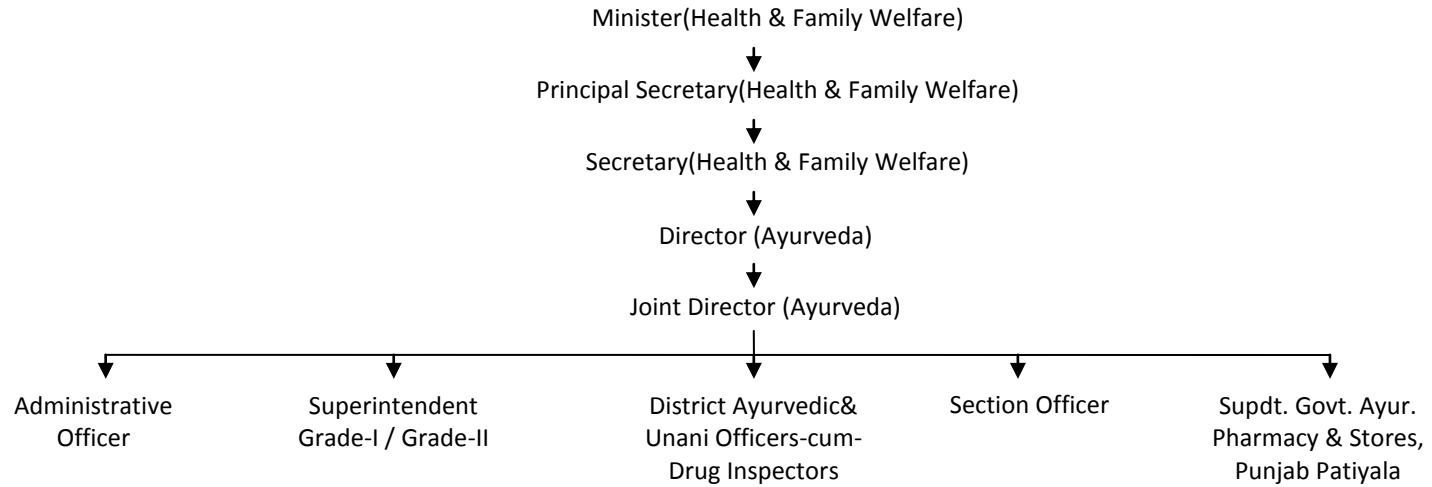 Minister(Health & Family Welfare)
Principal Secretary(Health & Family Welfare)
Secretary(Health & Family Welfare)
Director (Ayurveda)
Joint Director (Ayurveda)
Administrative
Officer
Superintendent
Grade-I / Grade-II
District Ayurvedic&
Unani Officers-cum-
Drug Inspectors
Section Officer
Supdt. Govt. Ayur.
Pharmacy & Stores,
Punjab Patiyala